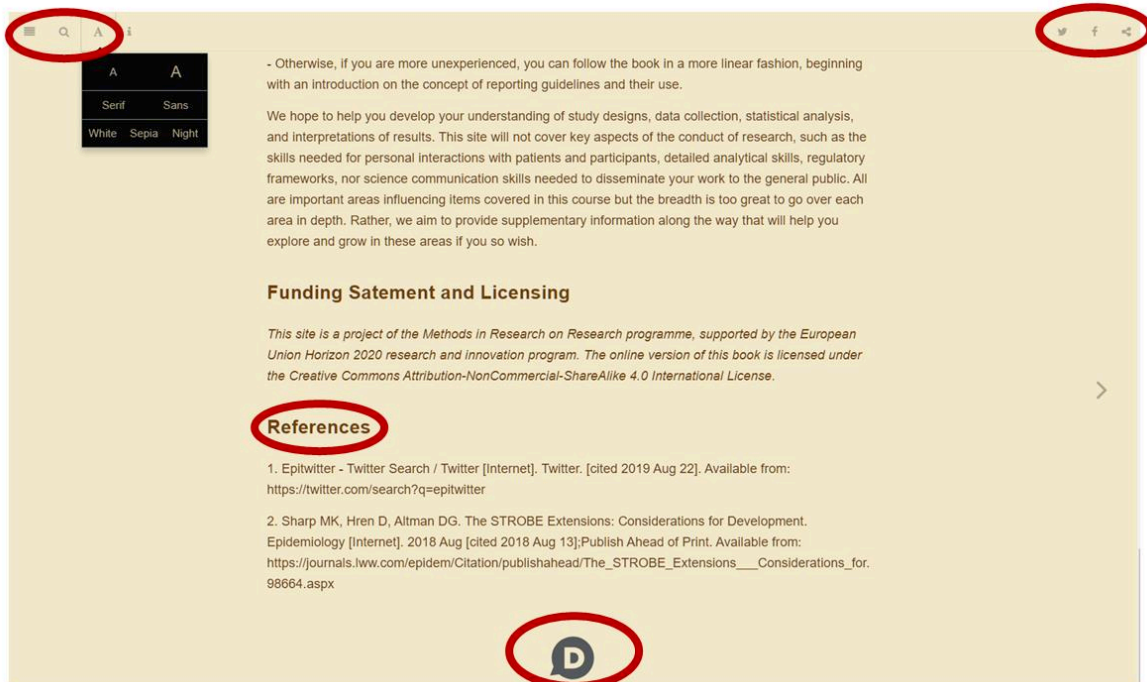 A i
A A
Serif Sans
White Sepia Night
- Otherwise, if you are more unexperienced, you can follow the book in a more linear fashion, beginning
with an introduction on the concept of reporting guidelines and their use.
We hope to help you develop your understanding of study designs, data collection, statistical analysis,
and interpretations of results. This site will not cover key aspects of the conduct of research, such as the
skills needed for personal interactions with patients and participants, detailed analytical skills, regulatory
frameworks, nor science communication skills needed to disseminate your work to the general public. All
are important areas influencing items covered in this course but the breadth is too great to go over each
area in depth. Rather, we aim to provide supplementary information along the way that will help you
explore and grow in these areas if you so wish.
Funding Satement and Licensing
This site is a project of the Methods in Research on Research programme, supported by the European
Union Horizon 2020 research and innovation program. The online version of this book is licensed under
the Creative Commons Attribution-NonCommercial-ShareAlike 4.0 International License.
References
1. Epitwitter - Twitter Search / Twitter [Internet]. Twitter. [cited 2019 Aug 22]. Available from:
https://twitter.com/search?q=epitwitter
2. Sharp MK, Hren D, Altman DG. The STROBE Extensions: Considerations for Development.
Epidemiology [Internet]. 2018 Aug [cited 2018 Aug 13];Publish Ahead of Print. Available from:
https://journals.lww.com/epidem/Citation/publishahead/The_STROBE_Extensions___Considerations_for.
98664.aspx
D